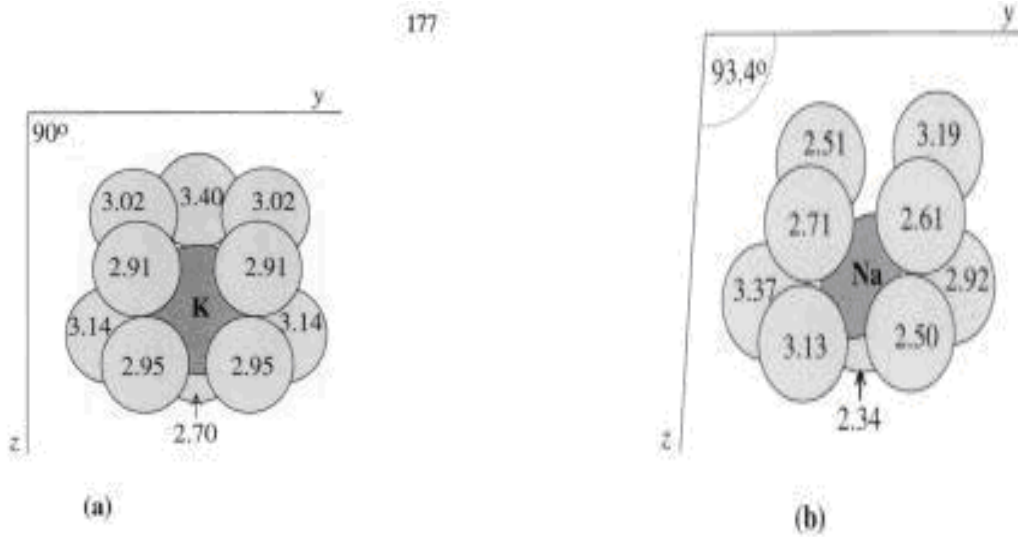 177
y
90º
3.02 3.40 3.02
2.91 2.91
K
3.14 3.14
2.95 2.95
2.70
z
(a)
y
93.4º
2.51 3.19
2.71 2.61
Na
3.37 2.92
3.13 2.50
2.34
z
(b)